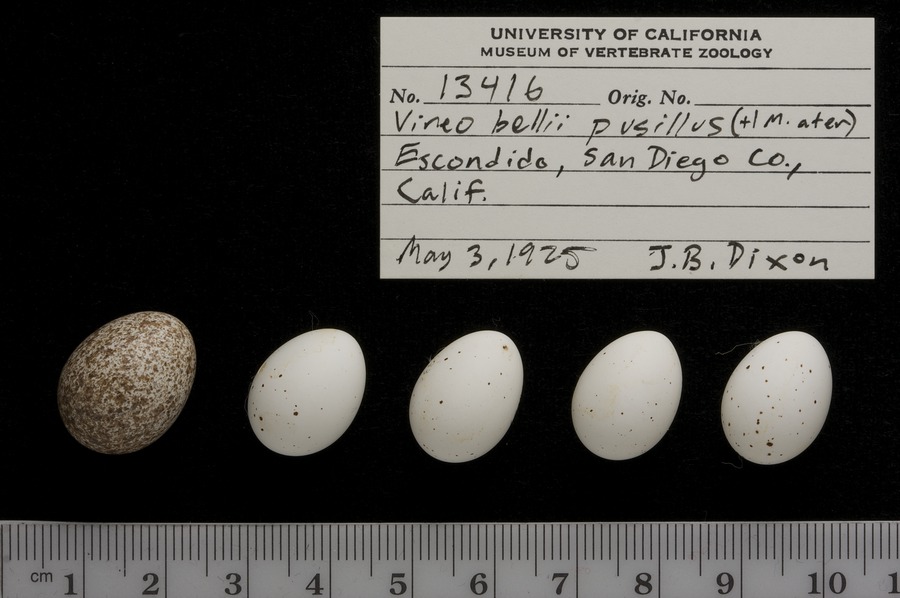 UNIVERSITY OF CALIFORNIA
MUSEUM OF VERTEBRATE ZOOLOGY
No. 13416 Orig. No.
Vireo bellii pusillus (+1 M. ater)
Escondido, San Diego Co.,
Calif.
May 3, 1925 J.B. Dixon
cm 1 2 3 4 5 6 7 8 9 10 1